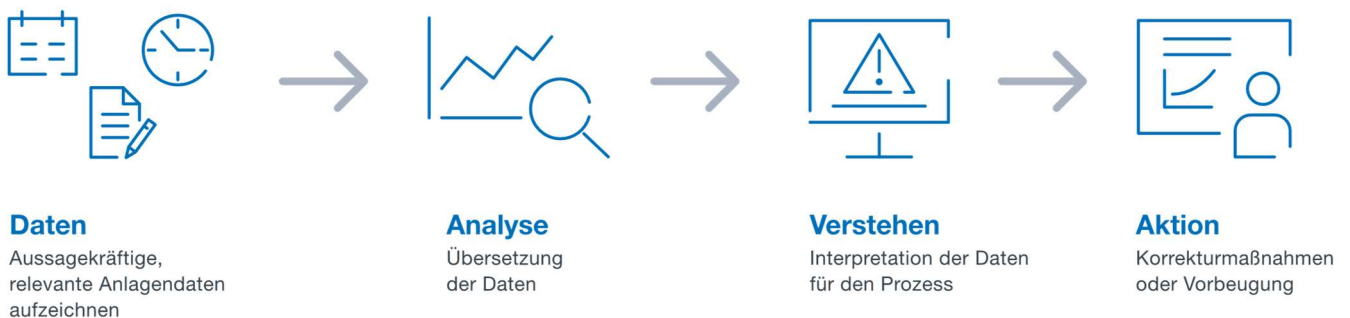 Daten
Aussagekräftige,
relevante Anlagendaten
aufzeichnen
Analyse
Übersetzung
der Daten
Verstehen
Interpretation der Daten
für den Prozess
Aktion
Korrekturmaßnahmen
oder Vorbeugung